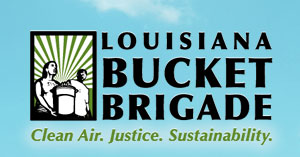 LOUISIANA
BUCKET
BRIGADE
Clean Air. Justice. Sustainability.